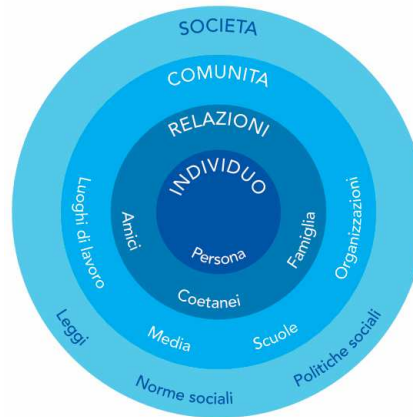 SOCIETA
COMUNITA
RELAZIONI
INDIVIDUO
Persona
Amici
Coetanei
Famiglia
Luoghi di lavoro
Media
Scuole
Organizzazioni
Leggi
Norme sociali
Politiche sociali